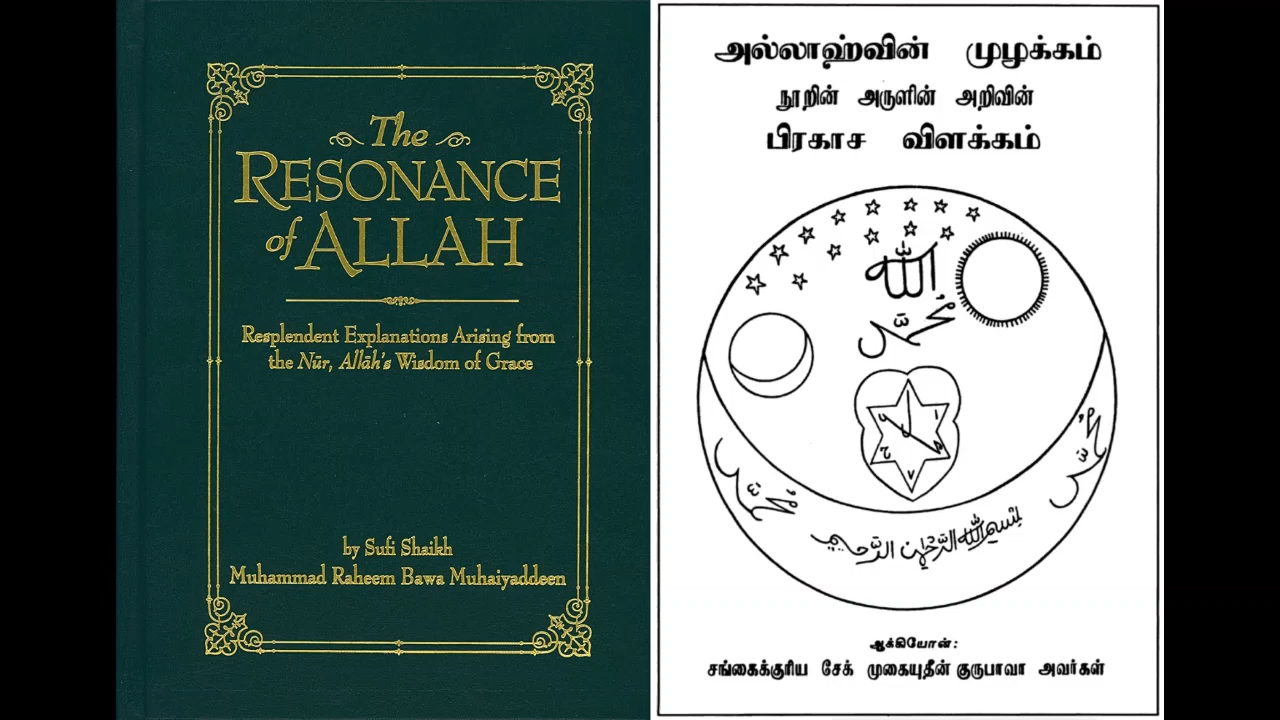 The
RESONANCE
of ALLAH
Resplendent Explanations Arising from
the Nūr, Allāh's Wisdom of Grace
by Sufi Shaikh
Muhammad Raheem Bawa Muhaiyaddeen
அல்லாஹ்வின் முழக்கம்
நூறின் அருளின் அறிவின்
பிரகாச விளக்கம்
الله
محمد
محمد
محمد
بسم الله الرحمن الرحيم
ஆக்கியோன்:
சங்கைக்குரிய சேக் முகையுதீன் குருபாவா அவர்கள்